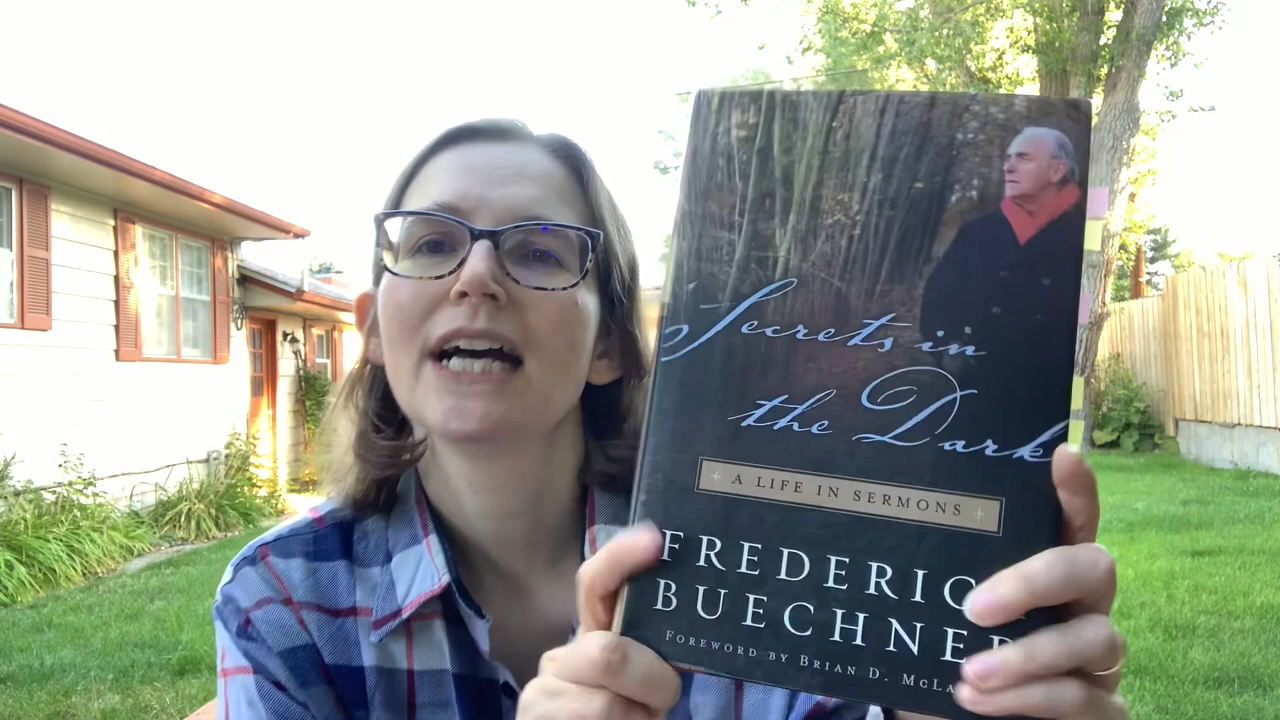 Secrets in
the Dark
A LIFE IN SERMONS
FREDERIC
BUECHNER
FOREWORD BY BRIAN D.